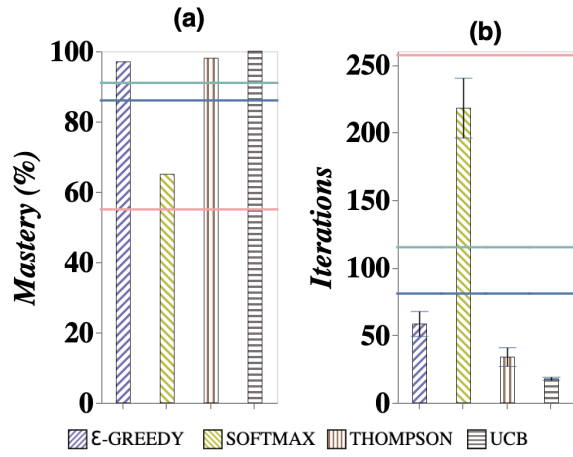 (a)
(b)
Mastery (%)
100
80
60
40
20
0
Iterations
250
200
150
100
50
0
Ɛ-GREEDY SOFTMAX THOMPSON UCB